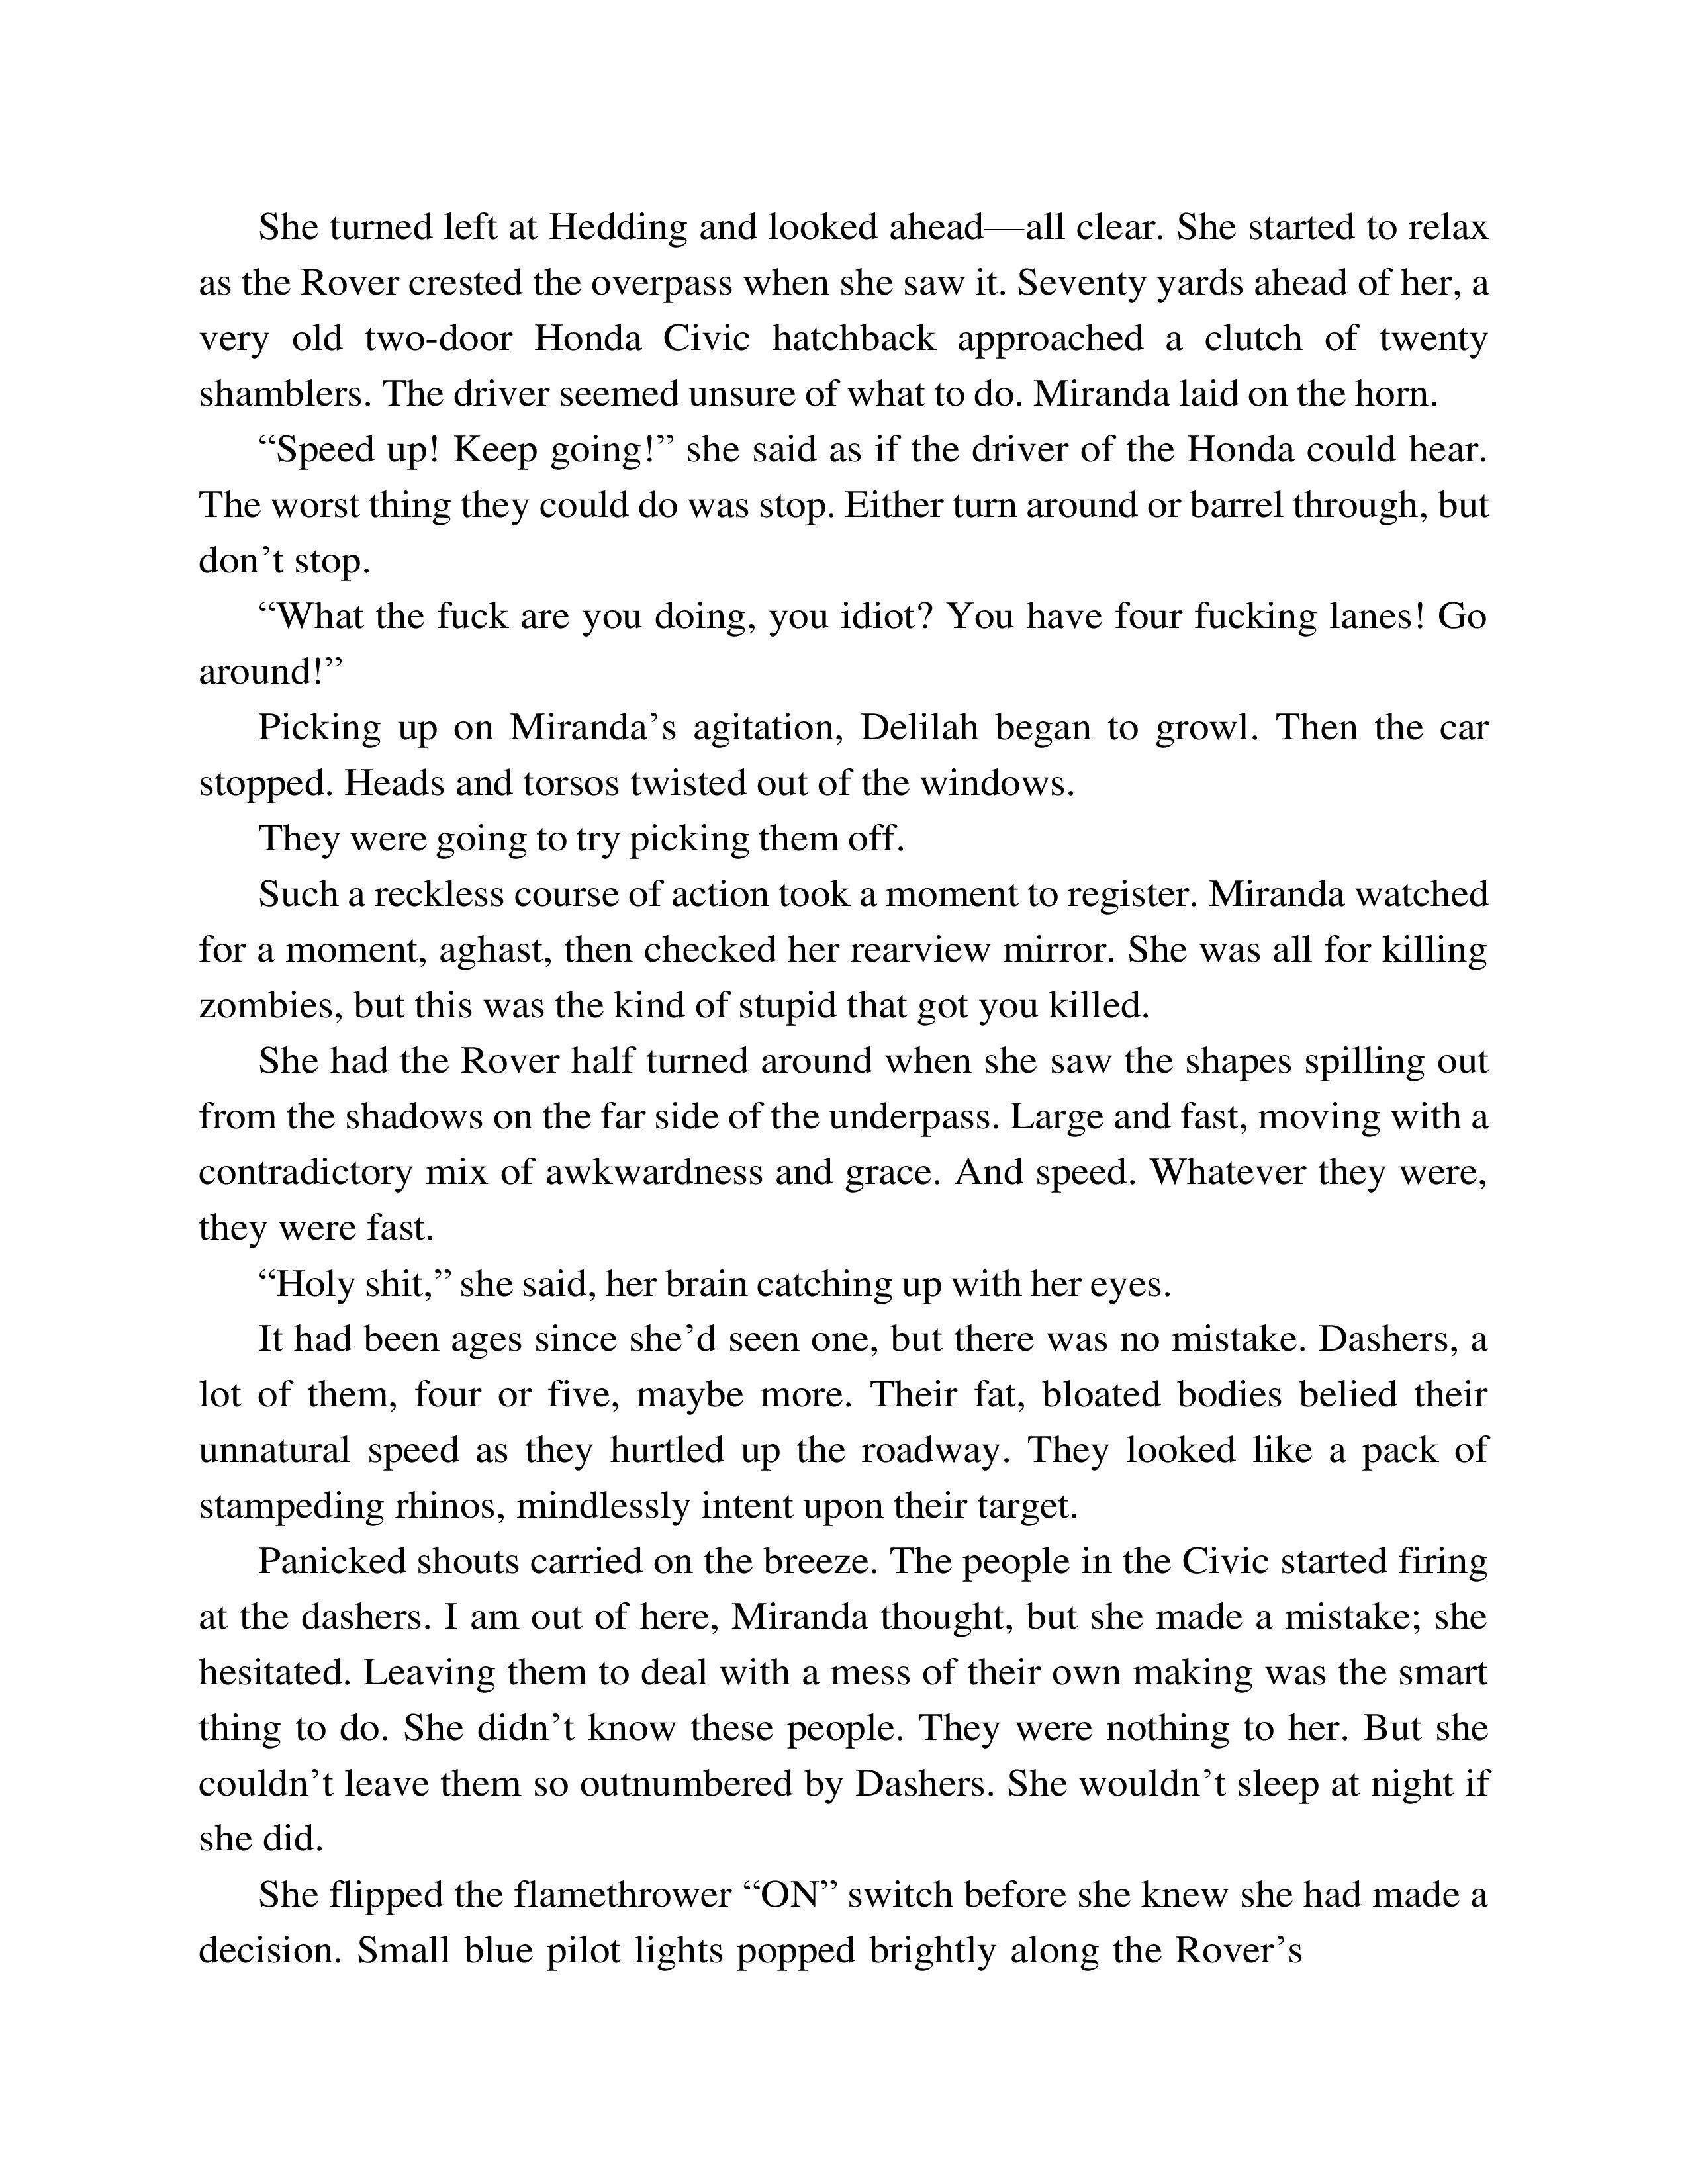 She turned left at Hedding and looked ahead—all clear. She started to relax
as the Rover crested the overpass when she saw it. Seventy yards ahead of her, a
very old two-door Honda Civic hatchback approached a clutch of twenty
shamblers. The driver seemed unsure of what to do. Miranda laid on the horn.
“Speed up! Keep going!” she said as if the driver of the Honda could hear.
The worst thing they could do was stop. Either turn around or barrel through, but
don’t stop.
“What the fuck are you doing, you idiot? You have four fucking lanes! Go
around!”
Picking up on Miranda’s agitation, Delilah began to growl. Then the car
stopped. Heads and torsos twisted out of the windows.
They were going to try picking them off.
Such a reckless course of action took a moment to register. Miranda watched
for a moment, aghast, then checked her rearview mirror. She was all for killing
zombies, but this was the kind of stupid that got you killed.
She had the Rover half turned around when she saw the shapes spilling out
from the shadows on the far side of the underpass. Large and fast, moving with a
contradictory mix of awkwardness and grace. And speed. Whatever they were,
they were fast.
“Holy shit,” she said, her brain catching up with her eyes.
It had been ages since she’d seen one, but there was no mistake. Dashers, a
lot of them, four or five, maybe more. Their fat, bloated bodies belied their
unnatural speed as they hurtled up the roadway. They looked like a pack of
stampeding rhinos, mindlessly intent upon their target.
Panicked shouts carried on the breeze. The people in the Civic started firing
at the dashers. I am out of here, Miranda thought, but she made a mistake; she
hesitated. Leaving them to deal with a mess of their own making was the smart
thing to do. She didn’t know these people. They were nothing to her. But she
couldn’t leave them so outnumbered by Dashers. She wouldn’t sleep at night if
she did.
She flipped the flamethrower “ON” switch before she knew she had made a
decision. Small blue pilot lights popped brightly along the Rover’s